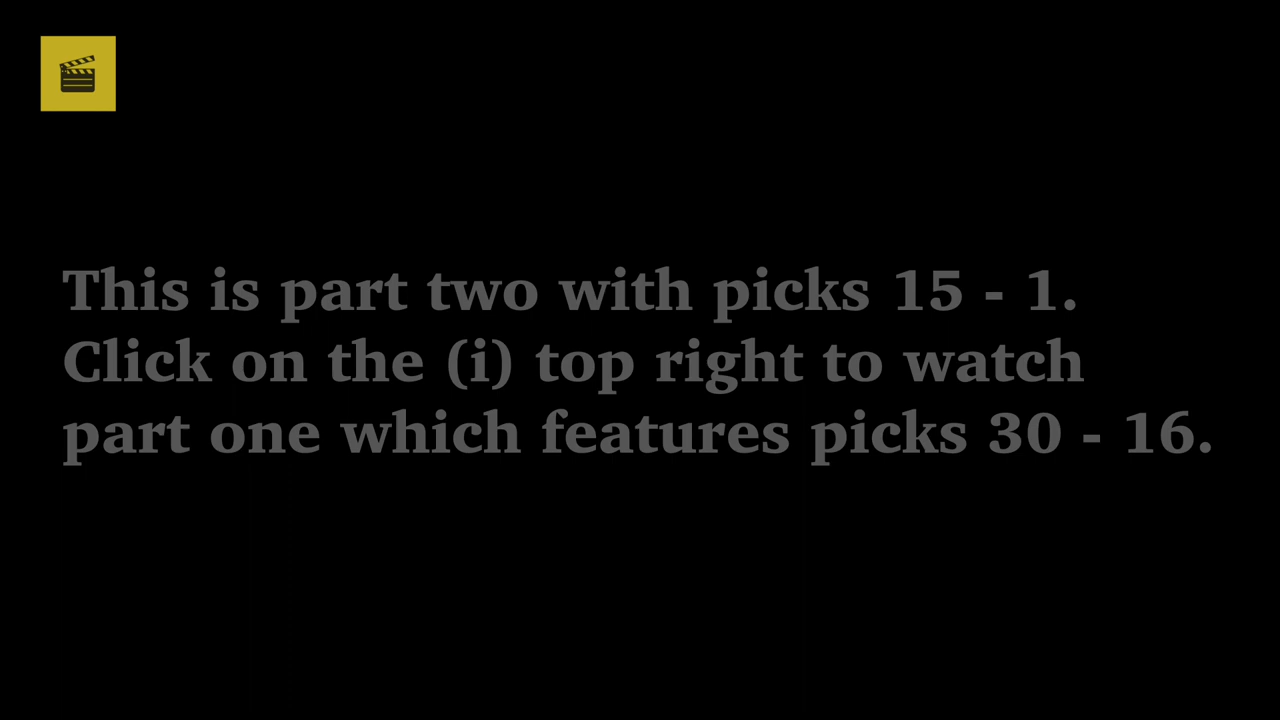 This is part two with picks 15 - 1.
Click on the (i) top right to watch
part one which features picks 30 - 16.